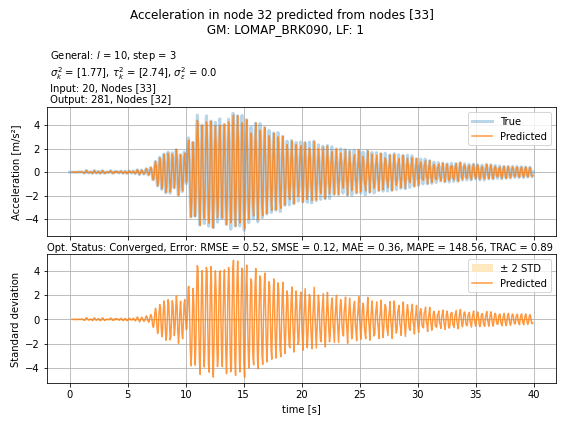 Acceleration in node 32 predicted from nodes [33]
GM: LOMAP_BRK090, LF: 1
General: l = 10, step = 3
σ²ₖ = [1.77], τ²ₖ = [2.74], σ²ε = 0.0
Input: 20, Nodes [33]
Output: 281, Nodes [32]
Acceleration [m/s²]
4
2
0
−2
−4
True
Predicted
Opt. Status: Converged, Error: RMSE = 0.52, SMSE = 0.12, MAE = 0.36, MAPE = 148.56, TRAC = 0.89
Standard deviation
4
2
0
−2
−4
± 2 STD
Predicted
0 5 10 15 20 25 30 35 40
time [s]